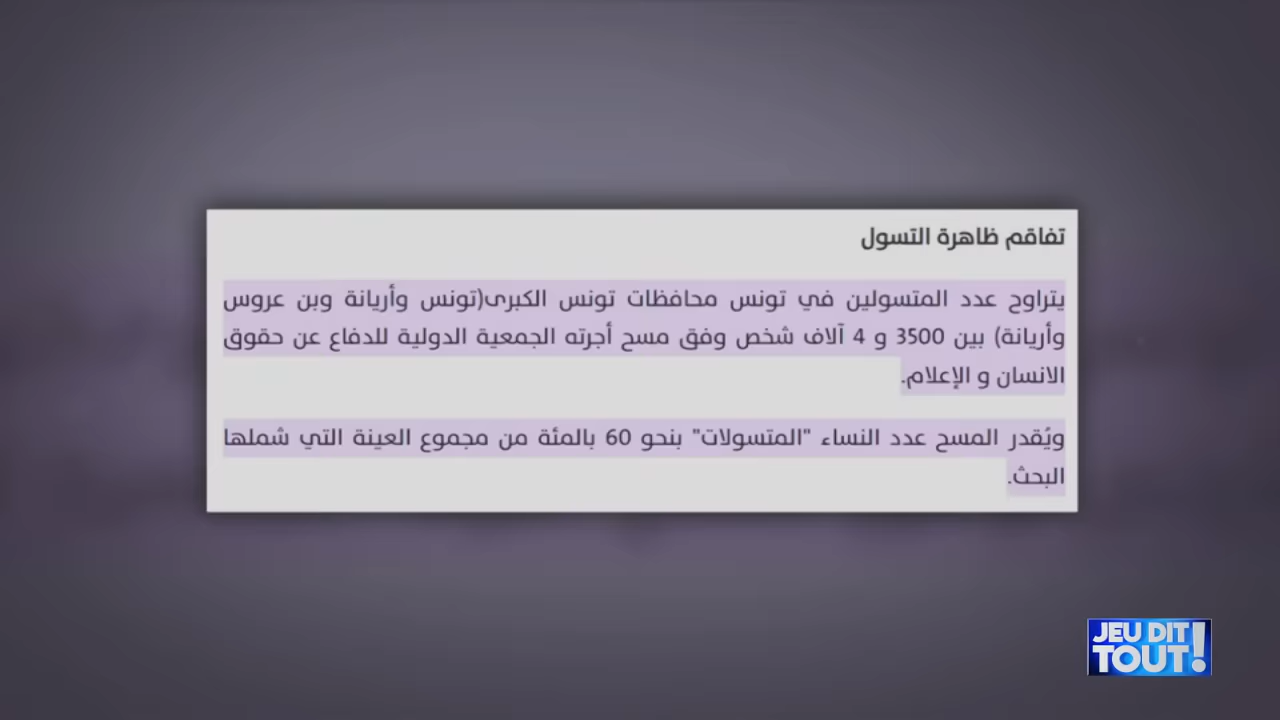 تفاقم ظاهرة التسول
يتراوح عدد المتسولين في تونس محافظات تونس الكبرى(تونس وأريانة وبن عروس
وأريانة) بين 3500 و 4 آلاف شخص وفق مسح أجرته الجمعية الدولية للدفاع عن حقوق
الانسان و الإعلام.
ويُقدر المسح عدد النساء "المتسولات" بنحو 60 بالمئة من مجموع العينة التي شملها
البحث.
JEU DIT
TOUT!